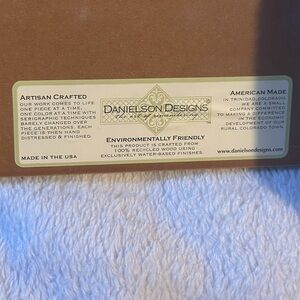 ARTISAN CRAFTED
OUR WORK COMES TO LIFE
ONE PIECE AT A TIME,
ONE COLOR AT A TIME WITH
SERIGRAPHIC TECHNIQUES
BARELY CHANGED OVER
THE GENERATIONS. EACH
PIECE IS THEN HAND
DISTRESSED & FINISHED
MADE IN THE USA
DANIELSON DESIGNS
the art of
ENVIRONMENTALLY FRIENDLY
THIS PRODUCT IS CRAFTED FROM
100% RECYCLED WOOD USING
EXCLUSIVELY WATER-BASED FINISHES.
AMERICAN MADE
IN TRINIDAD, COLORADO.
WE ARE A SMALL
COMPANY COMMITTED
TO MAKING A DIFFERENCE
IN THE ECONOMIC
DEVELOPMENT OF OUR
RURAL COLORADO TOWN.
www.danielsondesigns.com